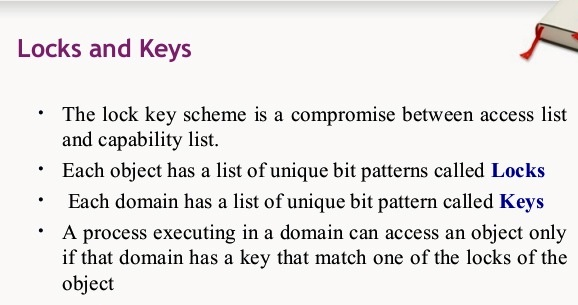 Locks and Keys
• The lock key scheme is a compromise between access list
and capability list.
• Each object has a list of unique bit patterns called Locks
• Each domain has a list of unique bit pattern called Keys
• A process executing in a domain can access an object only
if that domain has a key that match one of the locks of the
object